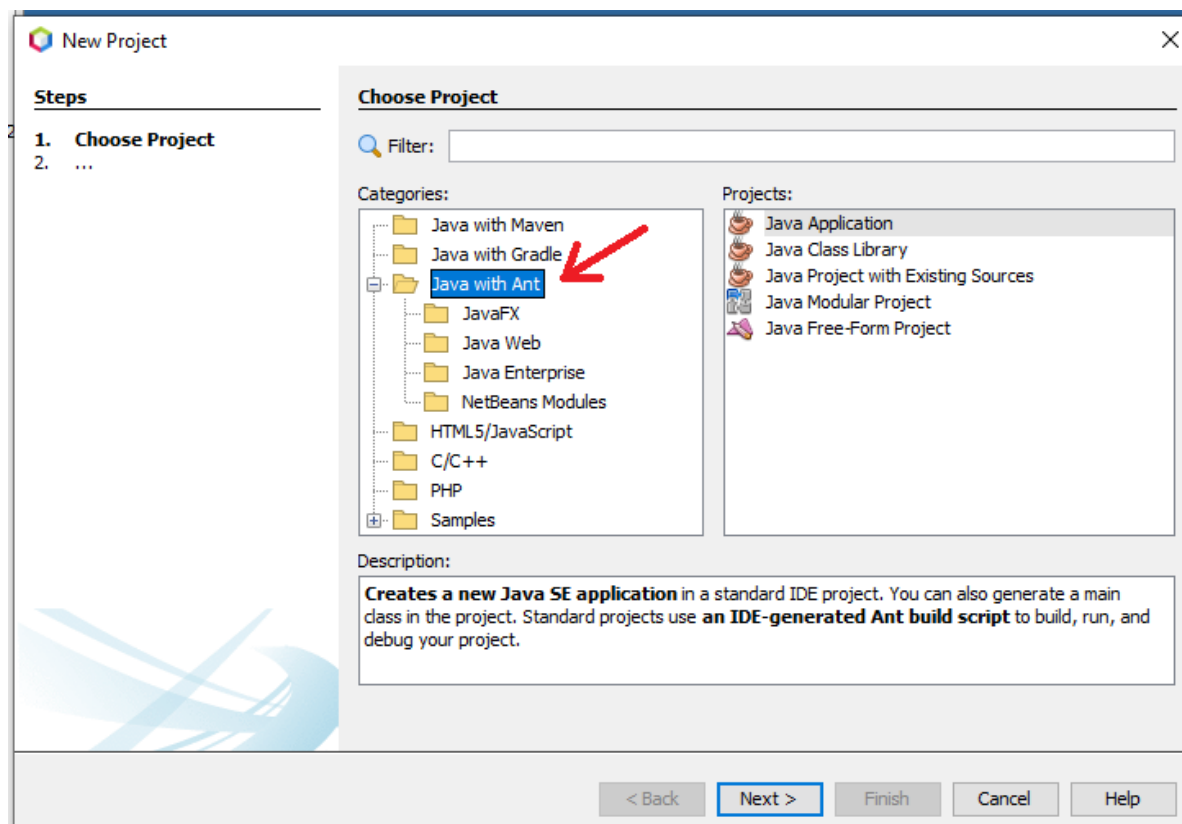 New Project
Steps
1. Choose Project
2. ...
2
Choose Project
Filter:
Categories:
Java with Maven
Java with Gradle
Java with Ant
JavaFX
Java Web
Java Enterprise
NetBeans Modules
HTML5/JavaScript
C/C++
PHP
Samples
Projects:
Java Application
Java Class Library
Java Project with Existing Sources
Java Modular Project
Java Free-Form Project
Description:
Creates a new Java SE application in a standard IDE project. You can also generate a main
class in the project. Standard projects use an IDE-generated Ant build script to build, run, and
debug your project.
< Back
Next >
Finish
Cancel
Help